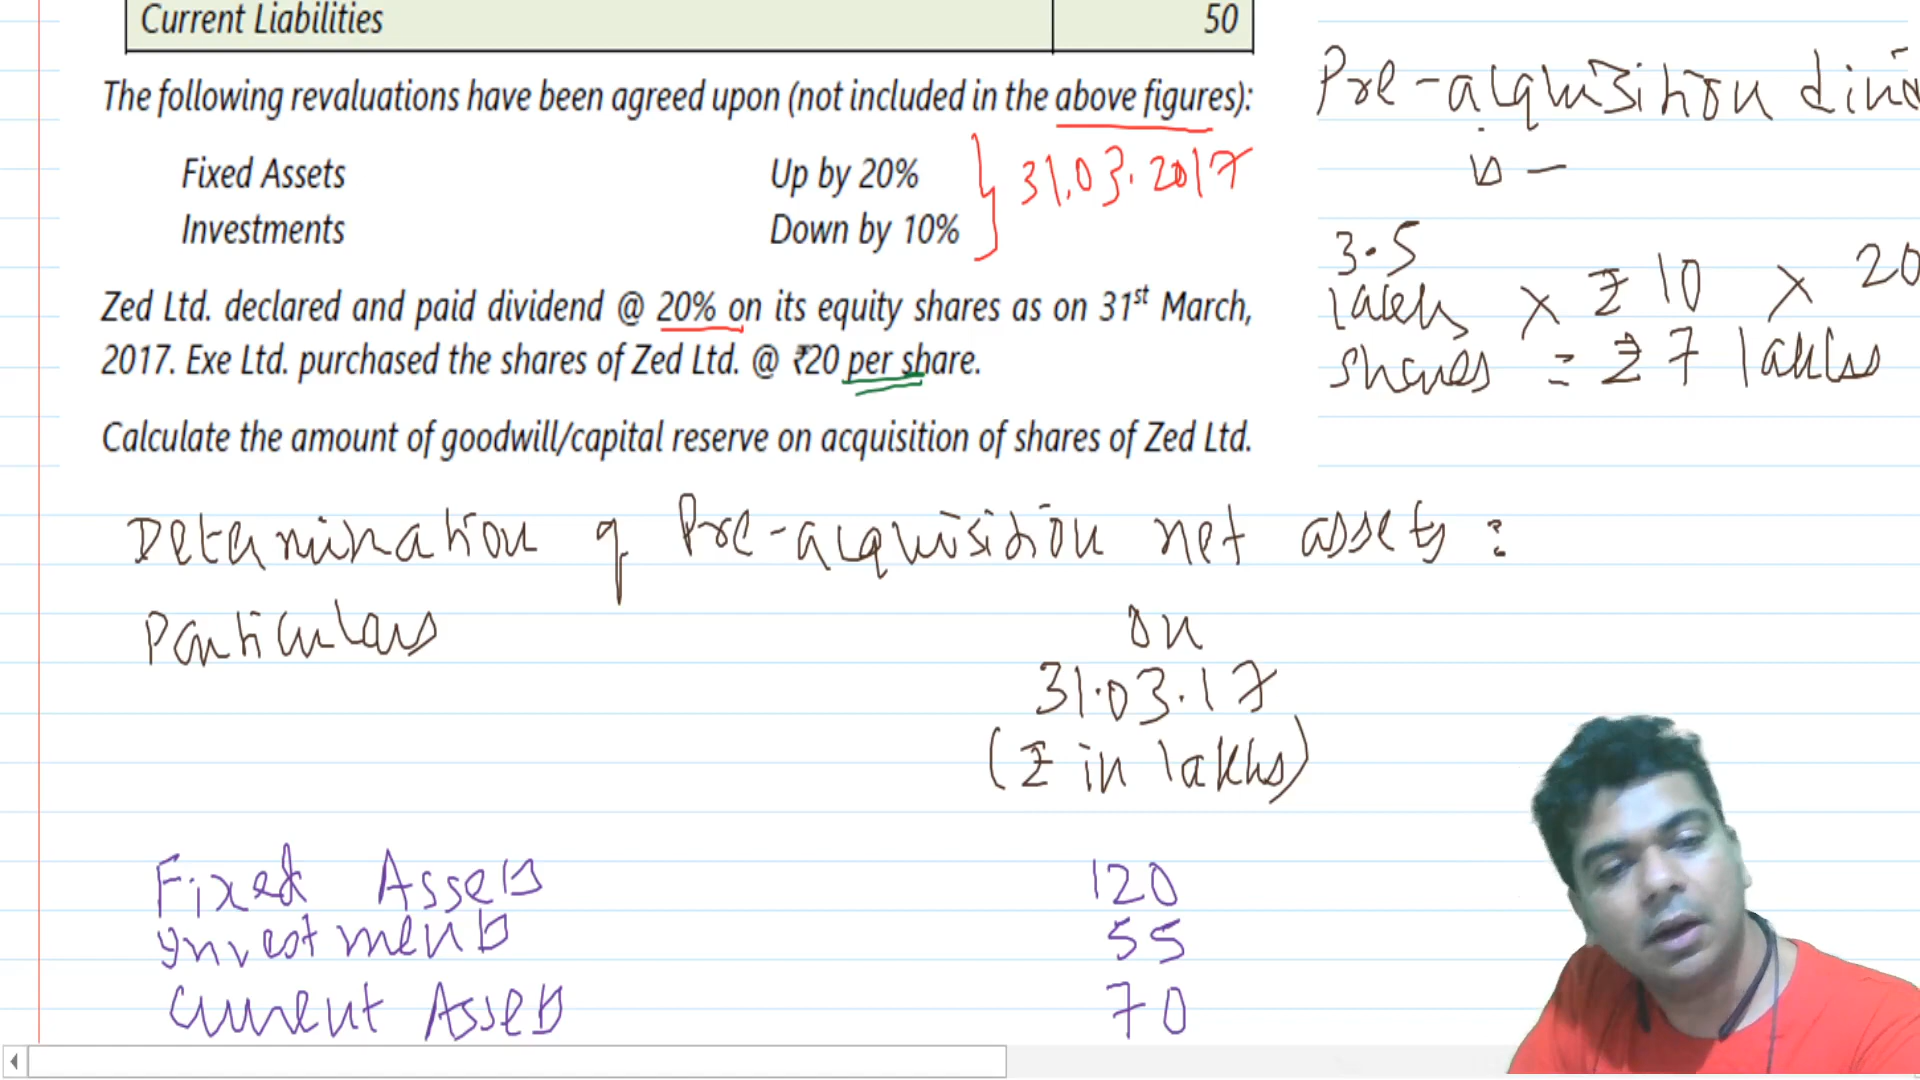 Current Liabilities 50
The following revaluations have been agreed upon (not included in the above figures):
Fixed Assets Up by 20%
Investments Down by 10%
31.03.2017
Zed Ltd. declared and paid dividend @ 20% on its equity shares as on 31st March,
2017. Exe Ltd. purchased the shares of Zed Ltd. @ ₹20 per share.
Calculate the amount of goodwill/capital reserve on acquisition of shares of Zed Ltd.
Pre-acquisition
is —
3.5
lakh × ₹ 10 × 20
shares = ₹ 7 lakhs
Determination of Pre-acquisition net assets :
Particulars on
31.03.17
(₹ in lakhs)
Fixed Assets 120
Investments 55
Current Assets 70